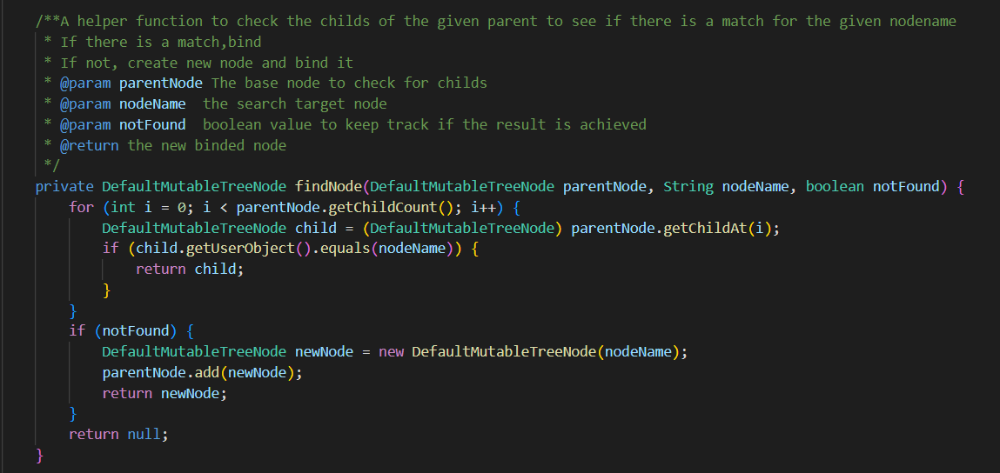 /**A helper function to check the childs of the given parent to see if there is a match for the given nodename
 * If there is a match,bind
 * If not, create new node and bind it
 * @param parentNode The base node to check for childs
 * @param nodeName  the search target node
 * @param notFound  boolean value to keep track if the result is achieved
 * @return the new binded node
 */
private DefaultMutableTreeNode findNode(DefaultMutableTreeNode parentNode, String nodeName, boolean notFound) {
    for (int i = 0; i < parentNode.getChildCount(); i++) {
        DefaultMutableTreeNode child = (DefaultMutableTreeNode) parentNode.getChildAt(i);
        if (child.getUserObject().equals(nodeName)) {
            return child;
        }
    }
    if (notFound) {
        DefaultMutableTreeNode newNode = new DefaultMutableTreeNode(nodeName);
        parentNode.add(newNode);
        return newNode;
    }
    return null;
}